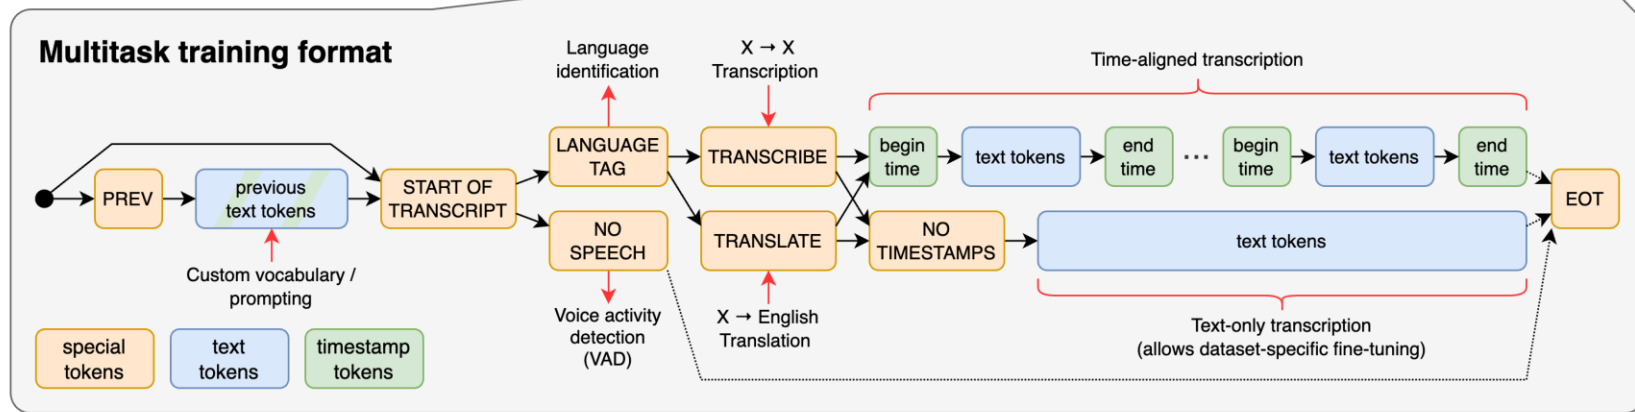 Multitask training format
Language
identification
X → X
Transcription
Time-aligned transcription
PREV
previous
text tokens
START OF
TRANSCRIPT
LANGUAGE
TAG
TRANSCRIBE
begin
time
text tokens
end
time
...
begin
time
text tokens
end
time
NO
SPEECH
TRANSLATE
NO
TIMESTAMPS
text tokens
EOT
Custom vocabulary /
prompting
Voice activity
detection
(VAD)
X → English
Translation
Text-only transcription
(allows dataset-specific fine-tuning)
special
tokens
text
tokens
timestamp
tokens